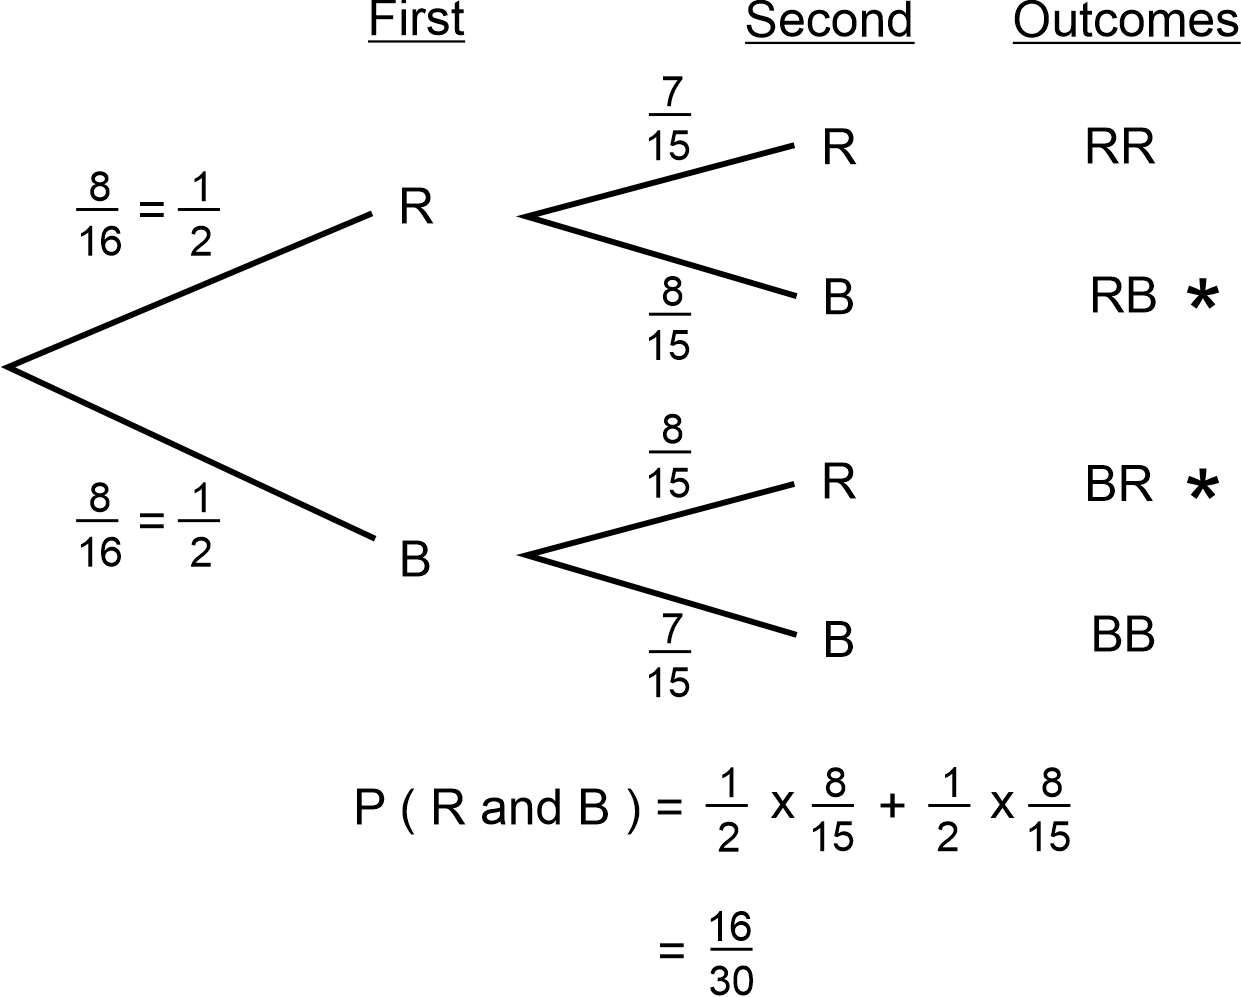 First Second Outcomes
7/15 R RR
8/16 = 1/2 R
8/15 B RB *
8/15 R BR *
8/16 = 1/2 B
7/15 B BB
P ( R and B ) = 1/2 x 8/15 + 1/2 x 8/15
= 16/30